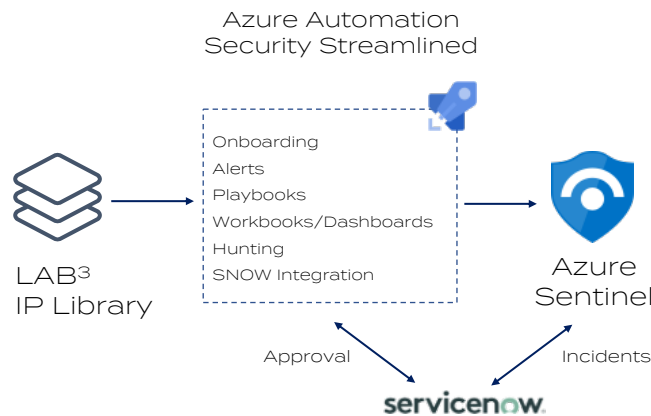 Azure Automation
Security Streamlined
Onboarding
Alerts
Playbooks
Workbooks/Dashboards
Hunting
SNOW Integration
LAB³
IP Library
Azure
Sentinel
Approval
Incidents
servicenow.